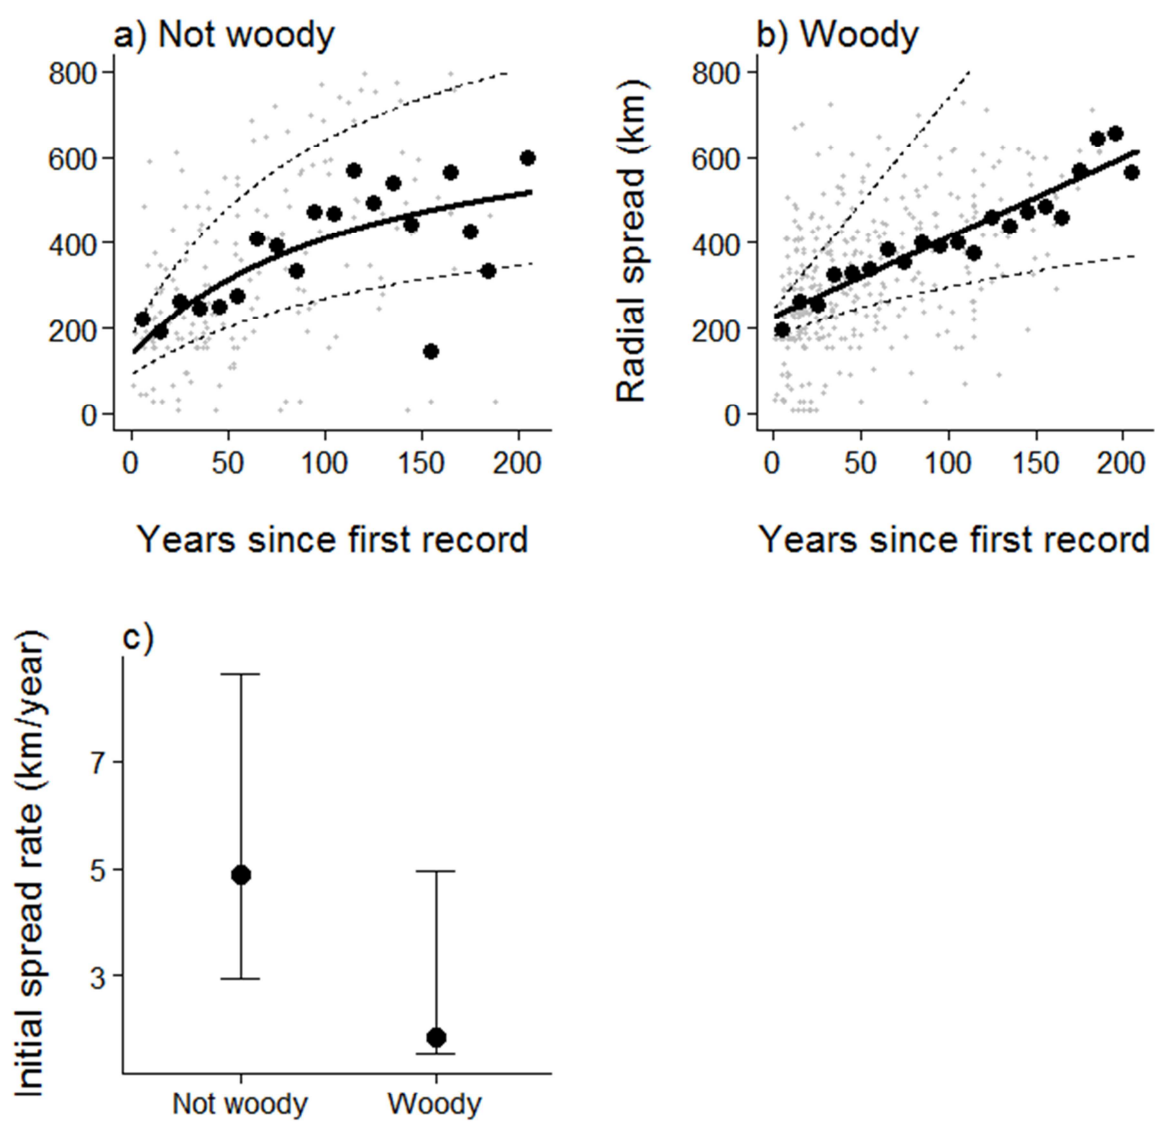 a) Not woody
800
600
400
200
0
0 50 100 150 200
Years since first record
b) Woody
Radial spread (km)
800
600
400
200
0
0 50 100 150 200
Years since first record
c)
Initial spread rate (km/year)
7
5
3
Not woody Woody